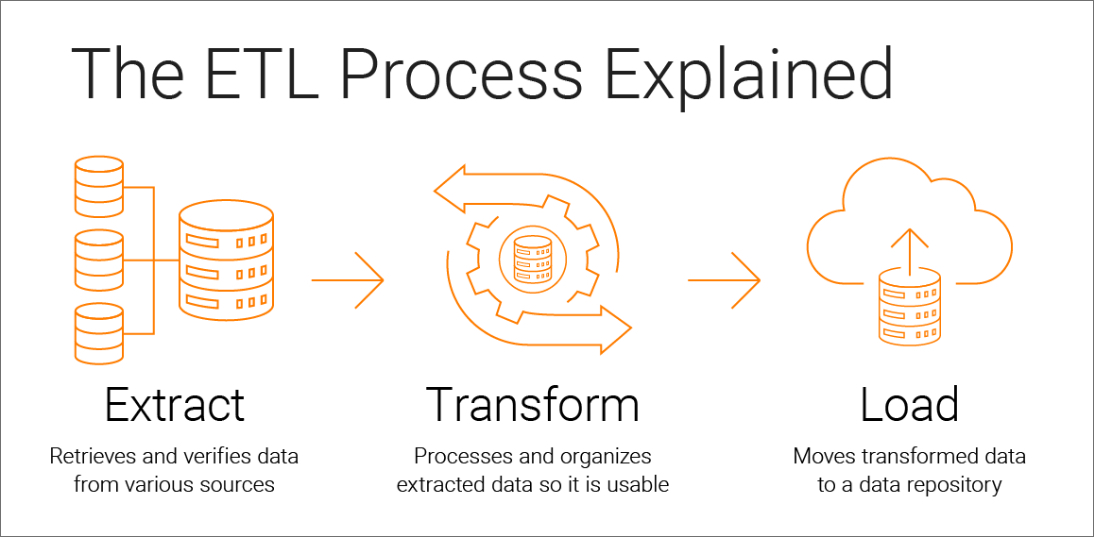 The ETL Process Explained
Extract
Retrieves and verifies data
from various sources
Transform
Processes and organizes
extracted data so it is usable
Load
Moves transformed data
to a data repository